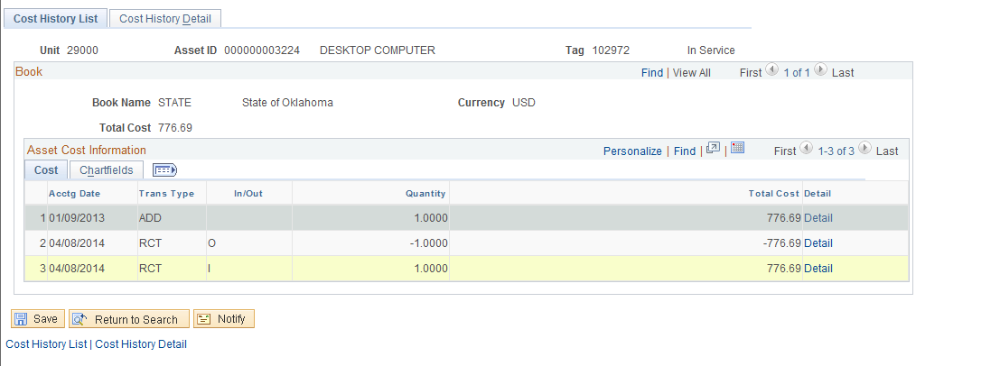 Cost History List Cost History Detail
Unit 29000 Asset ID 000000003224 DESKTOP COMPUTER Tag 102972 In Service
Book Find | View All First 1 of 1 Last
Book Name STATE State of Oklahoma Currency USD
Total Cost 776.69
Asset Cost Information Personalize | Find | | First 1-3 of 3 Last
Cost Chartfields
Acctg Date Trans Type In/Out Quantity Total Cost Detail
1 01/09/2013 ADD 1.0000 776.69 Detail
2 04/08/2014 RCT O -1.0000 -776.69 Detail
3 04/08/2014 RCT I 1.0000 776.69 Detail
Save Return to Search Notify
Cost History List | Cost History Detail